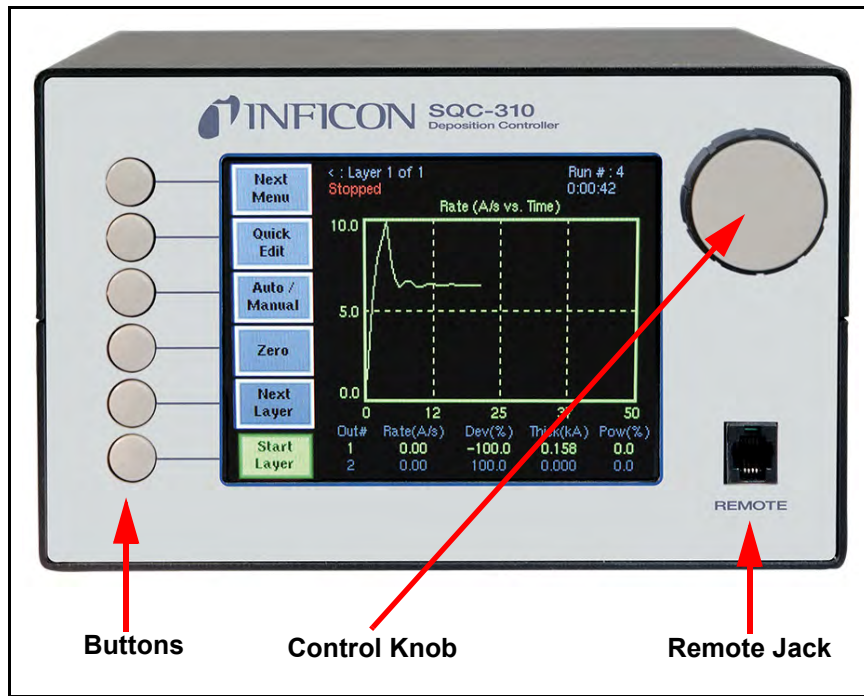 INFICON SQC-310
Deposition Controller
Next
Menu
Quick
Edit
Auto /
Manual
Zero
Next
Layer
Start
Layer
< : Layer 1 of 1 Run # : 4
Stopped 0:00:42
Rate (A/s vs. Time)
10.0
5.0
0.0
0 12 25 37 50
Out# Rate(A/s) Dev(%) Thick(kA) Pow(%)
1 0.00 -100.0 0.158 0.0
2 0.00 100.0 0.000 0.0
REMOTE
Buttons
Control Knob
Remote Jack